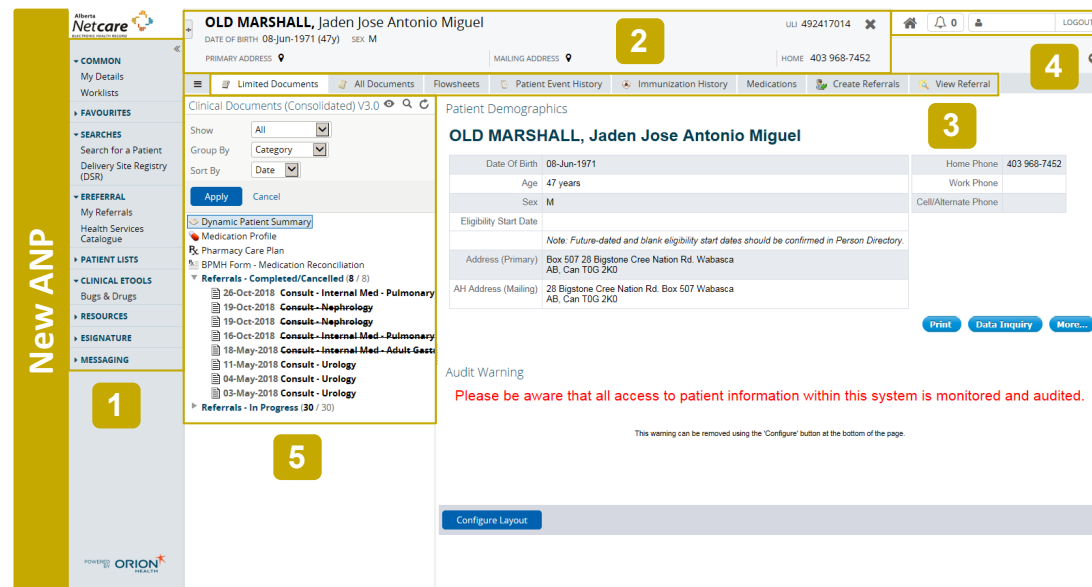 New ANP
Alberta
Netcare
ELECTRONIC HEALTH RECORD
COMMON
My Details
Worklists
FAVOURITES
SEARCHES
Search for a Patient
Delivery Site Registry
(DSR)
EREFERRAL
My Referrals
Health Services
Catalogue
PATIENT LISTS
CLINICAL ETOOLS
Bugs & Drugs
RESOURCES
ESIGNATURE
MESSAGING
1
POWERED BY ORION HEALTH
OLD MARSHALL, Jaden Jose Antonio Miguel
DATE OF BIRTH 08-Jun-1971 (47y) SEX M
ULI 492417014
PRIMARY ADDRESS
MAILING ADDRESS
HOME 403 968-7452
2
0
LOGOUT
4
Limited Documents All Documents Flowsheets Patient Event History Immunization History Medications Create Referrals View Referral
3
Clinical Documents (Consolidated) V3.0
Show All
Group By Category
Sort By Date
Apply Cancel
Dynamic Patient Summary
Medication Profile
Rx Pharmacy Care Plan
BPMH Form - Medication Reconciliation
Referrals - Completed/Cancelled (8 / 8)
26-Oct-2018 Consult - Internal Med - Pulmonary
19-Oct-2018 Consult - Nephrology
19-Oct-2018 Consult - Nephrology
16-Oct-2018 Consult - Internal Med - Pulmonary
18-May-2018 Consult - Internal Med - Adult Gast
11-May-2018 Consult - Urology
04-May-2018 Consult - Urology
03-May-2018 Consult - Urology
Referrals - In Progress (30 / 30)
5
Patient Demographics
OLD MARSHALL, Jaden Jose Antonio Miguel
Date Of Birth 08-Jun-1971
Age 47 years
Sex M
Eligibility Start Date
Note: Future-dated and blank eligibility start dates should be confirmed in Person Directory.
Address (Primary) Box 507 28 Bigstone Cree Nation Rd. Wabasca
AB, Can T0G 2K0
AH Address (Mailing) 28 Bigstone Cree Nation Rd. Box 507 Wabasca
AB, Can T0G 2K0
Home Phone 403 968-7452
Work Phone
Cell/Alternate Phone
Print Data Inquiry More...
Audit Warning
Please be aware that all access to patient information within this system is monitored and audited.
This warning can be removed using the 'Configure' button at the bottom of the page.
Configure Layout